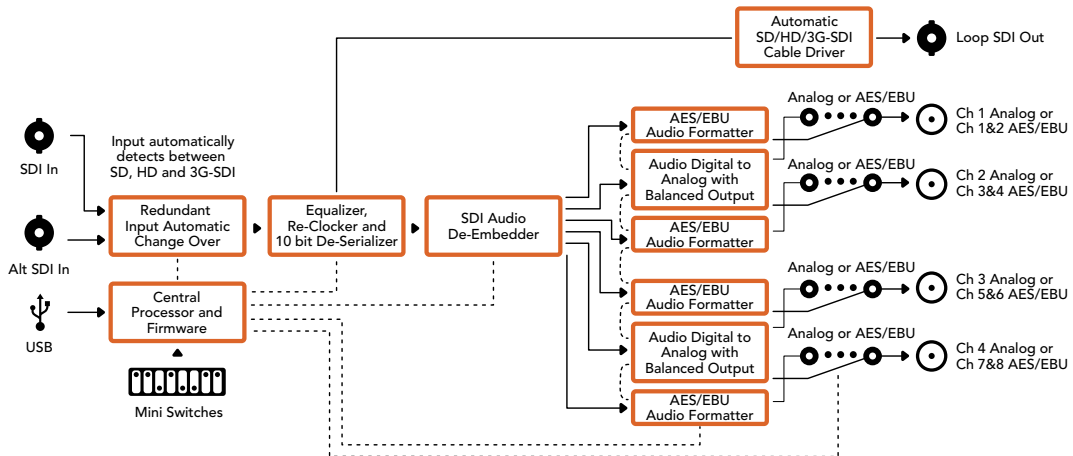 Automatic
SD/HD/3G-SDI
Cable Driver
Loop SDI Out
SDI In
Input automatically
detects between
SD, HD and 3G-SDI
Alt SDI In
Redundant
Input Automatic
Change Over
Equalizer,
Re-Clocker and
10 bit De-Serializer
SDI Audio
De-Embedder
USB
Central
Processor and
Firmware
Mini Switches
AES/EBU
Audio Formatter
Audio Digital to
Analog with
Balanced Output
AES/EBU
Audio Formatter
AES/EBU
Audio Formatter
Audio Digital to
Analog with
Balanced Output
AES/EBU
Audio Formatter
Analog or AES/EBU
Ch 1 Analog or
Ch 1&2 AES/EBU
Analog or AES/EBU
Ch 2 Analog or
Ch 3&4 AES/EBU
Analog or AES/EBU
Ch 3 Analog or
Ch 5&6 AES/EBU
Analog or AES/EBU
Ch 4 Analog or
Ch 7&8 AES/EBU